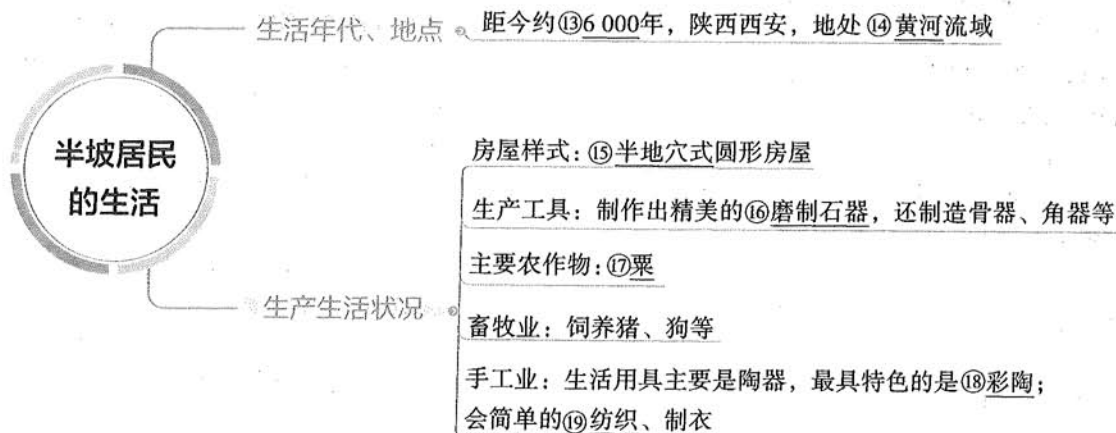 生活年代、地点
距今约⑬6 000年，陕西西安，地处⑭黄河流域
半坡居民
的生活
生产生活状况
房屋样式：⑮半地穴式圆形房屋
生产工具：制作出精美的⑯磨制石器，还制造骨器、角器等
主要农作物：⑰粟
畜牧业：饲养猪、狗等
手工业：生活用具主要是陶器，最具特色的是⑱彩陶；
会简单的⑲纺织、制衣